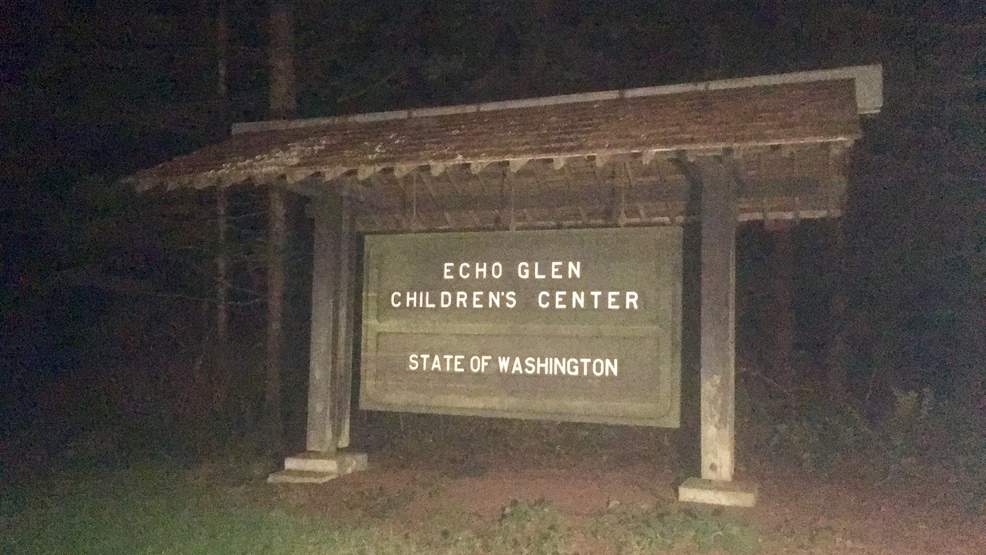 ECHO GLEN
CHILDREN'S CENTER
STATE OF WASHINGTON